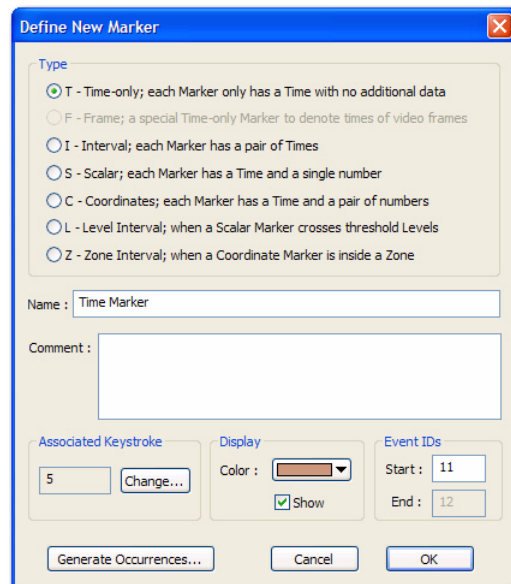 Define New Marker
Type
T - Time-only; each Marker only has a Time with no additional data
F - Frame; a special Time-only Marker to denote times of video frames
I - Interval; each Marker has a pair of Times
S - Scalar; each Marker has a Time and a single number
C - Coordinates; each Marker has a Time and a pair of numbers
L - Level Interval; when a Scalar Marker crosses threshold Levels
Z - Zone Interval; when a Coordinate Marker is inside a Zone
Name : Time Marker
Comment :
Associated Keystroke
5 Change...
Display
Color :
Show
Event IDs
Start : 11
End : 12
Generate Occurrences... Cancel OK